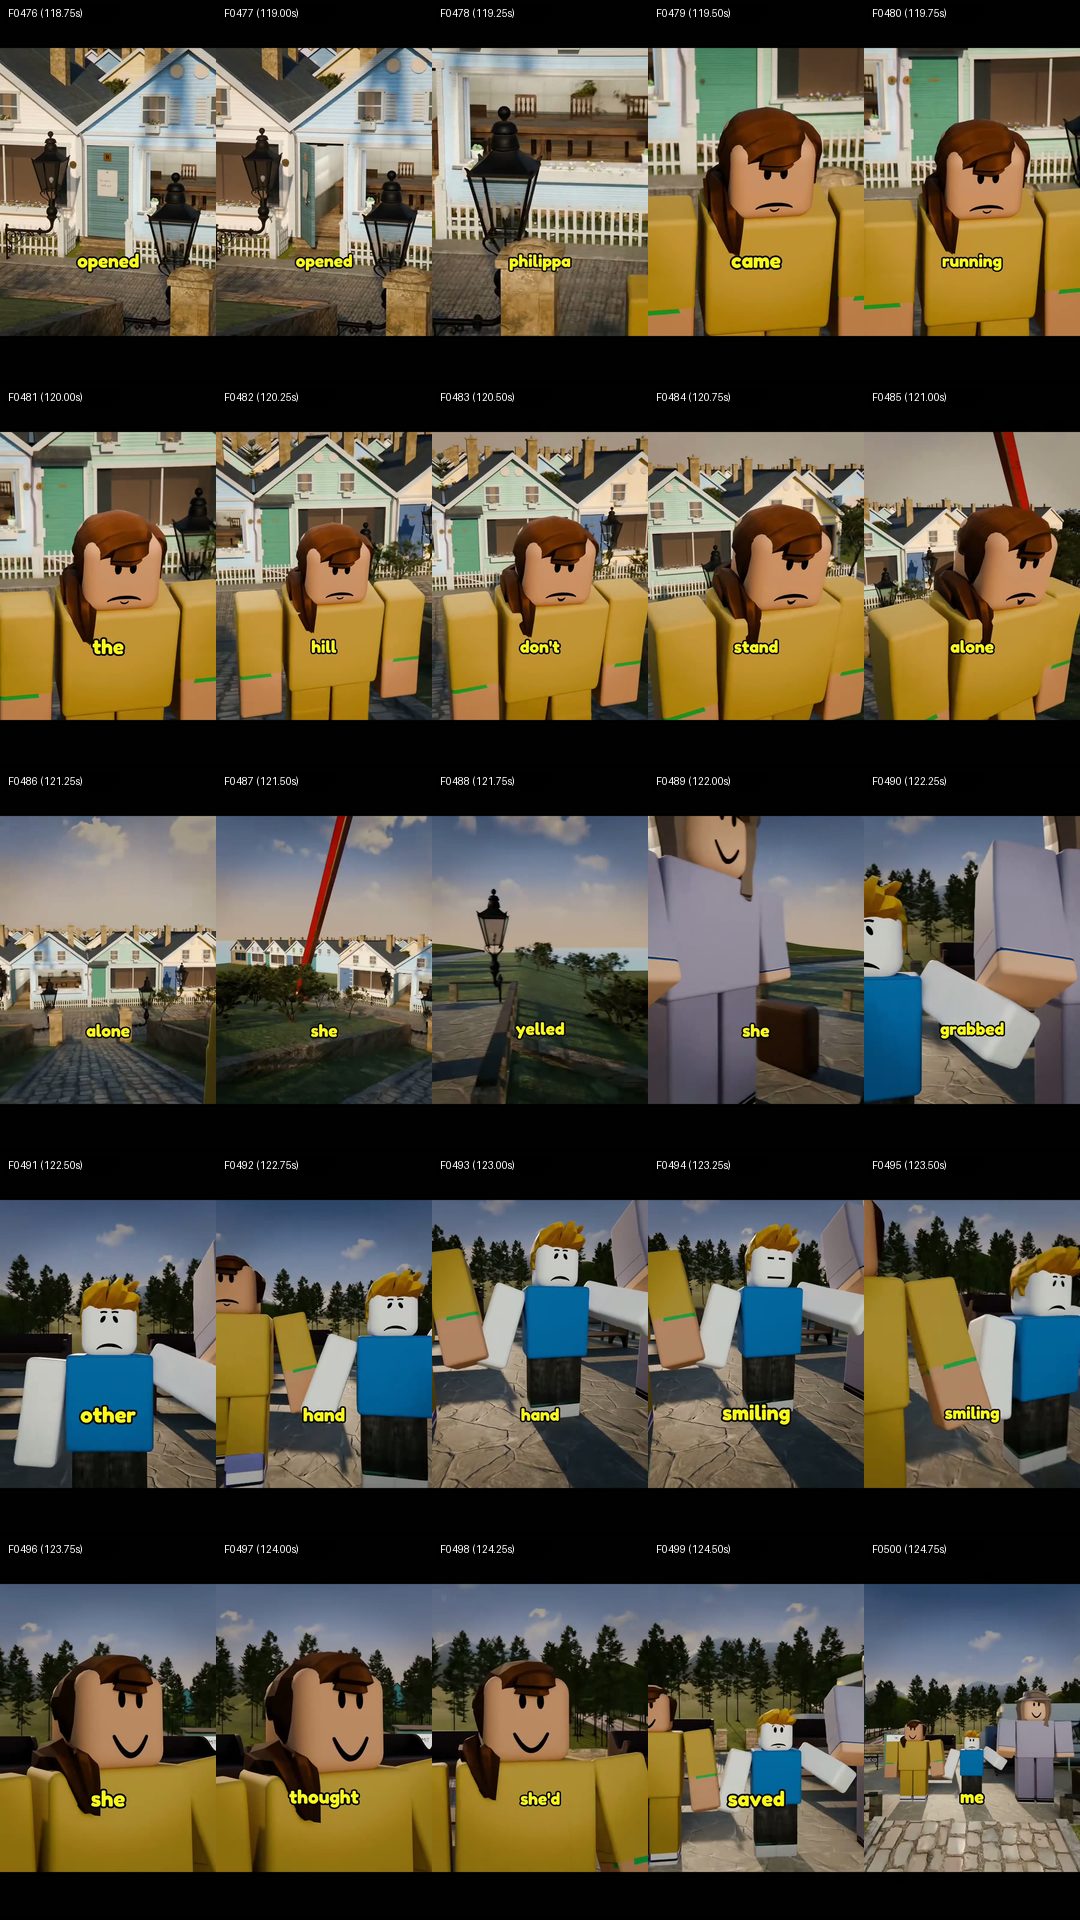 F0476 (118.75s)
F0477 (119.00s)
F0478 (119.25s)
F0479 (119.50s)
F0480 (119.75s)
opened
opened
philippa
came
running
F0481 (120.00s)
F0482 (120.25s)
F0483 (120.50s)
F0484 (120.75s)
F0485 (121.00s)
the
hill
don't
stand
alone
F0486 (121.25s)
F0487 (121.50s)
F0488 (121.75s)
F0489 (122.00s)
F0490 (122.25s)
alone
she
yelled
she
grabbed
F0491 (122.50s)
F0492 (122.75s)
F0493 (123.00s)
F0494 (123.25s)
F0495 (123.50s)
other
hand
hand
smiling
smiling
F0496 (123.75s)
F0497 (124.00s)
F0498 (124.25s)
F0499 (124.50s)
F0500 (124.75s)
she
thought
she'd
saved
me